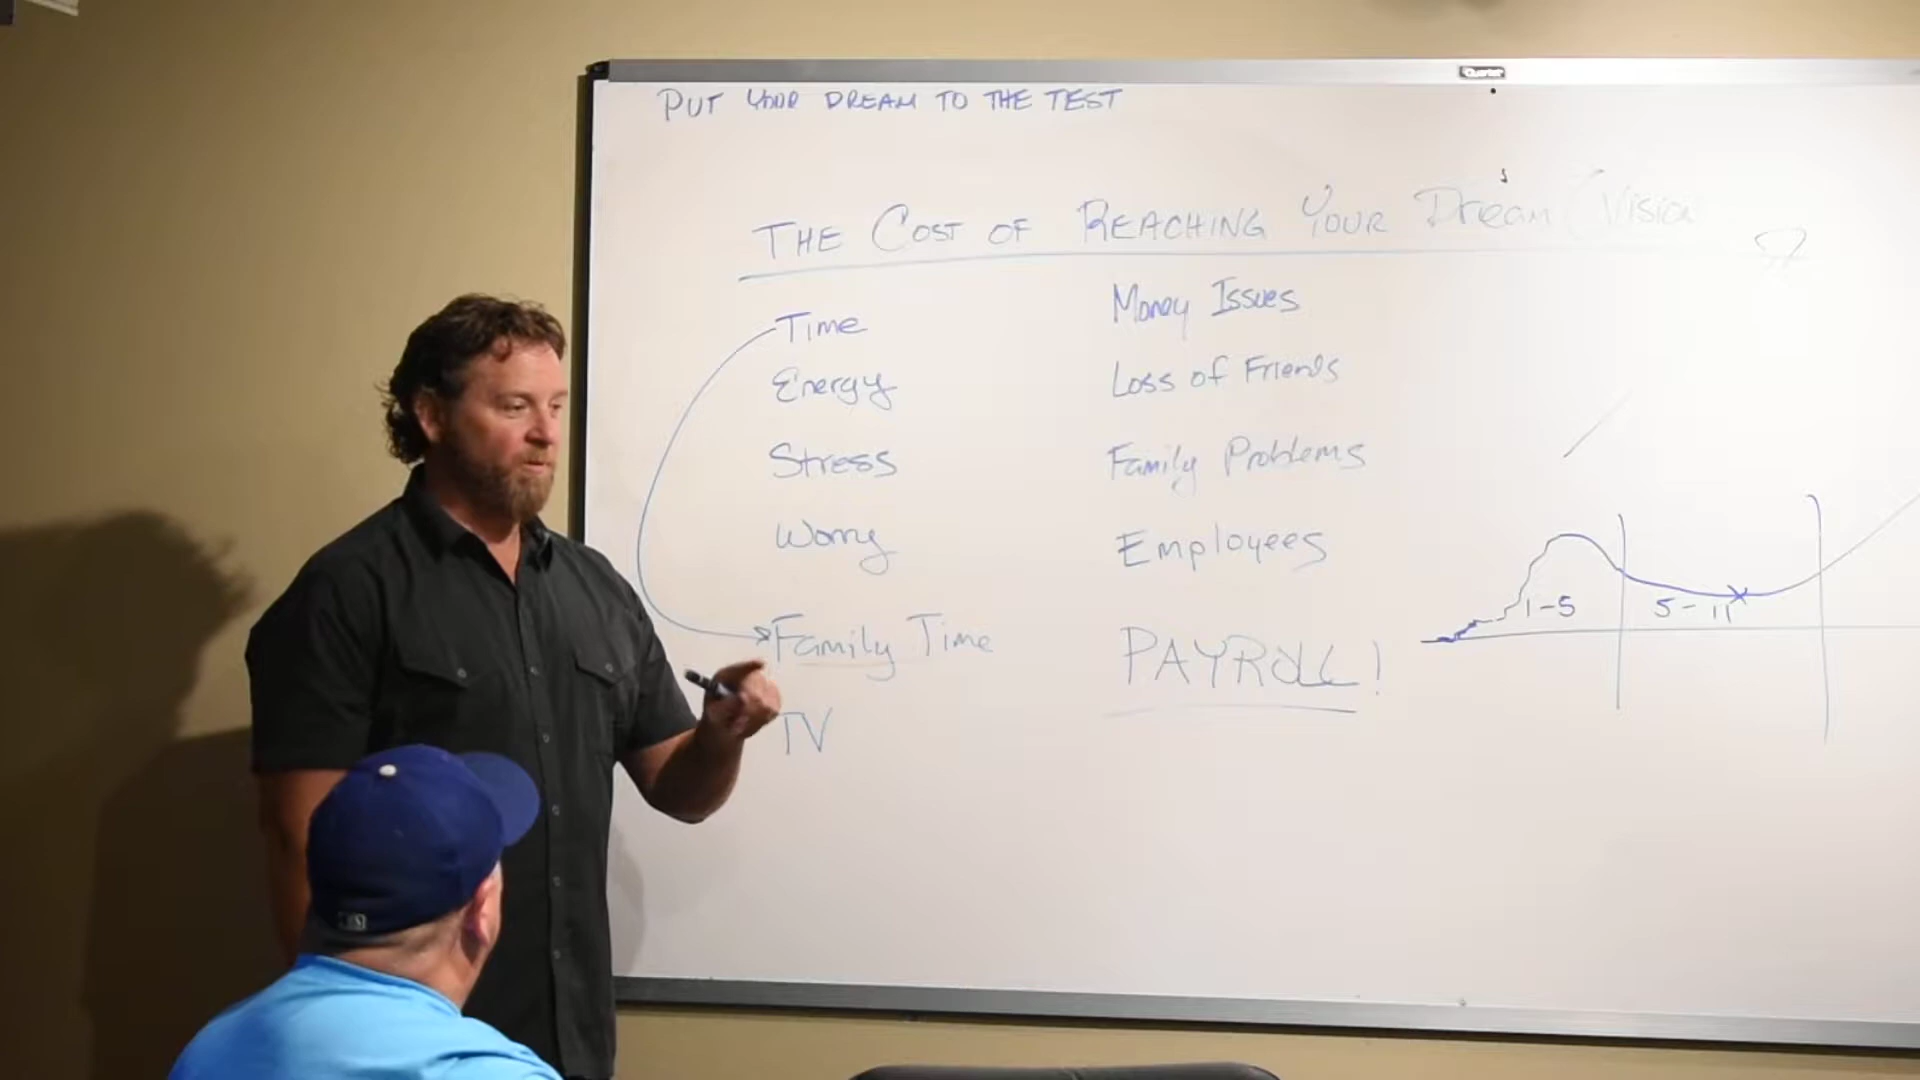 PUT YOUR DREAM TO THE TEST
THE COST OF REACHING YOUR Dream Vision
Time
Energy
Stress
Worry
Family Time
TV
Money Issues
Loss of Friends
Family Problems
Employees
PAYROLL!
1-5
5-11
Quartet